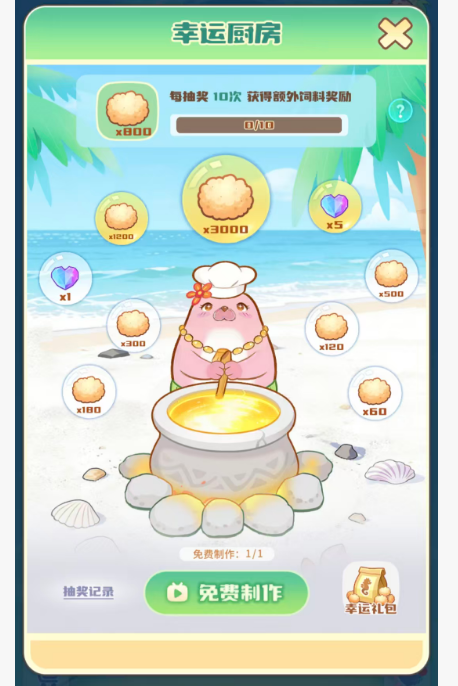 幸运厨房
每抽奖 10次 获得额外饲料奖励
x800
0/10
?
x3000
x1200
x5
x1
x500
x300
x120
x180
x60
免费制作：1/1
抽奖记录
免费制作
幸运礼包